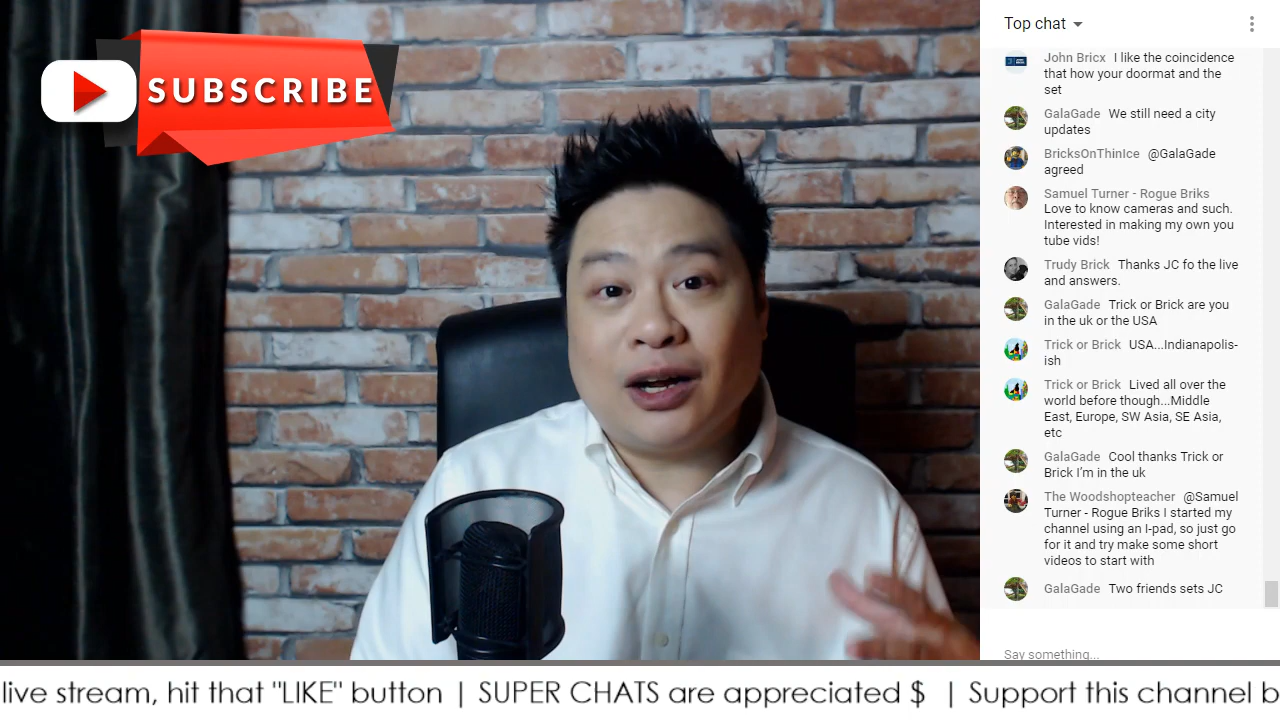 SUBSCRIBE
Top chat
John Bricx I like the coincidence
that how your doormat and the
set
GalaGade We still need a city
updates
BricksOnThinIce @GalaGade
agreed
Samuel Turner - Rogue Briks
Love to know cameras and such.
Interested in making my own you
tube vids!
Trudy Brick Thanks JC fo the live
and answers.
GalaGade Trick or Brick are you
in the uk or the USA
Trick or Brick USA...Indianapolis-
ish
Trick or Brick Lived all over the
world before though...Middle
East, Europe, SW Asia, SE Asia,
etc
GalaGade Cool thanks Trick or
Brick I'm in the uk
The Woodshopteacher @Samuel
Turner - Rogue Briks I started my
channel using an I-pad, so just go
for it and try make some short
videos to start with
GalaGade Two friends sets JC
Say something...
live stream, hit that "LIKE" button | SUPER CHATS are appreciated $ | Support this channel b